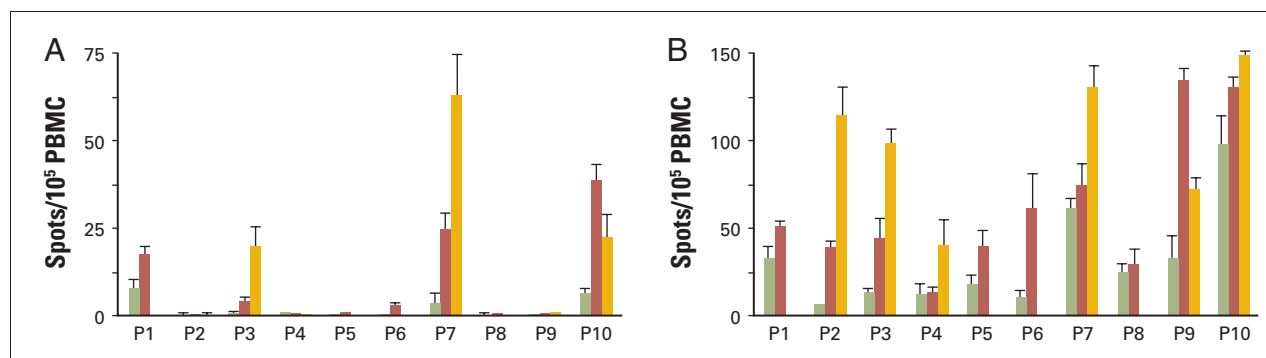 A
Spots/10⁵ PBMC
75
50
25
0
P1 P2 P3 P4 P5 P6 P7 P8 P9 P10
B
Spots/10⁵ PBMC
150
100
50
0
P1 P2 P3 P4 P5 P6 P7 P8 P9 P10